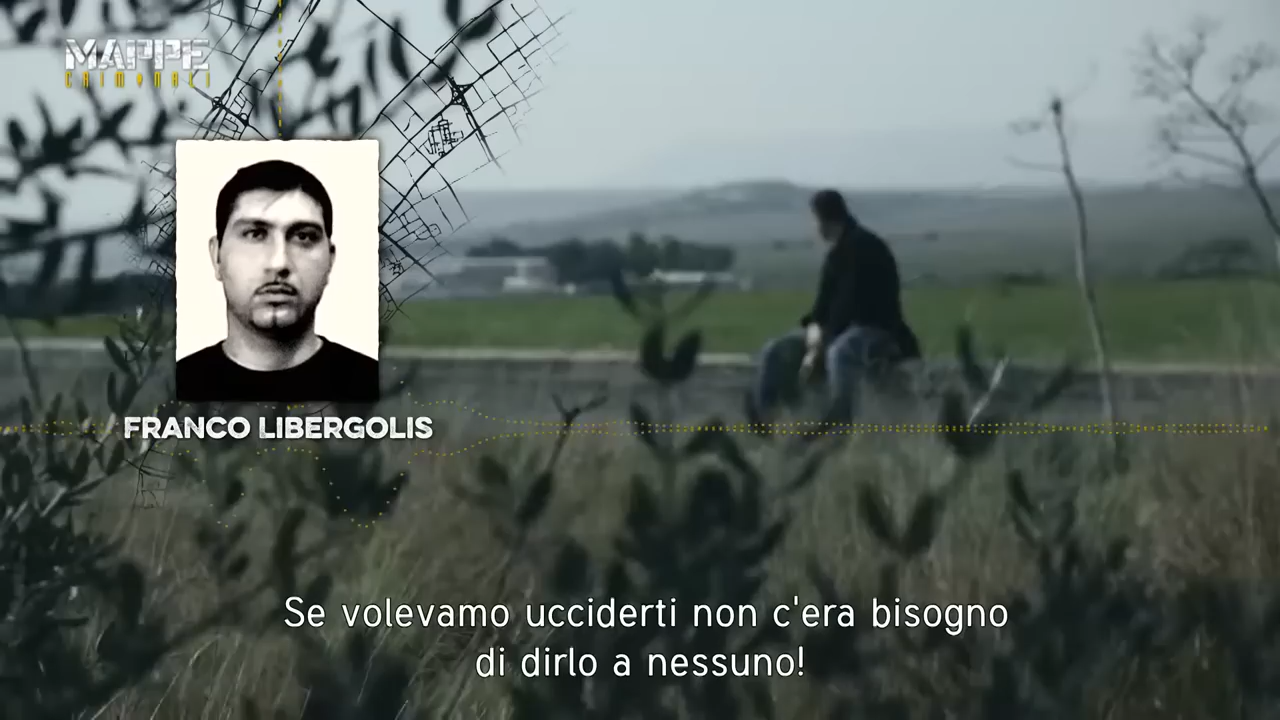 MAPPE
CRIMINALI
FRANCO LIBERGOLIS
Se volevamo ucciderti non c'era bisogno
di dirlo a nessuno!